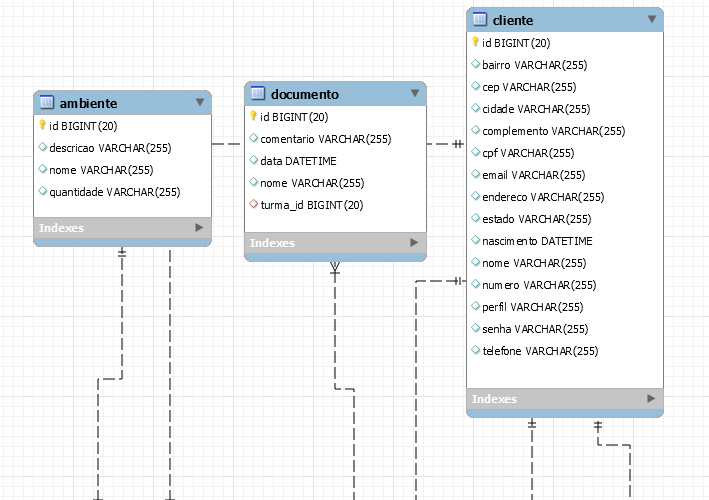 ambiente
id BIGINT(20)
descricao VARCHAR(255)
nome VARCHAR(255)
quantidade VARCHAR(255)
Indexes
documento
id BIGINT(20)
comentario VARCHAR(255)
data DATETIME
nome VARCHAR(255)
turma_id BIGINT(20)
Indexes
cliente
id BIGINT(20)
bairro VARCHAR(255)
cep VARCHAR(255)
cidade VARCHAR(255)
complemento VARCHAR(255)
cpf VARCHAR(255)
email VARCHAR(255)
endereco VARCHAR(255)
estado VARCHAR(255)
nascimento DATETIME
nome VARCHAR(255)
numero VARCHAR(255)
perfil VARCHAR(255)
senha VARCHAR(255)
telefone VARCHAR(255)
Indexes